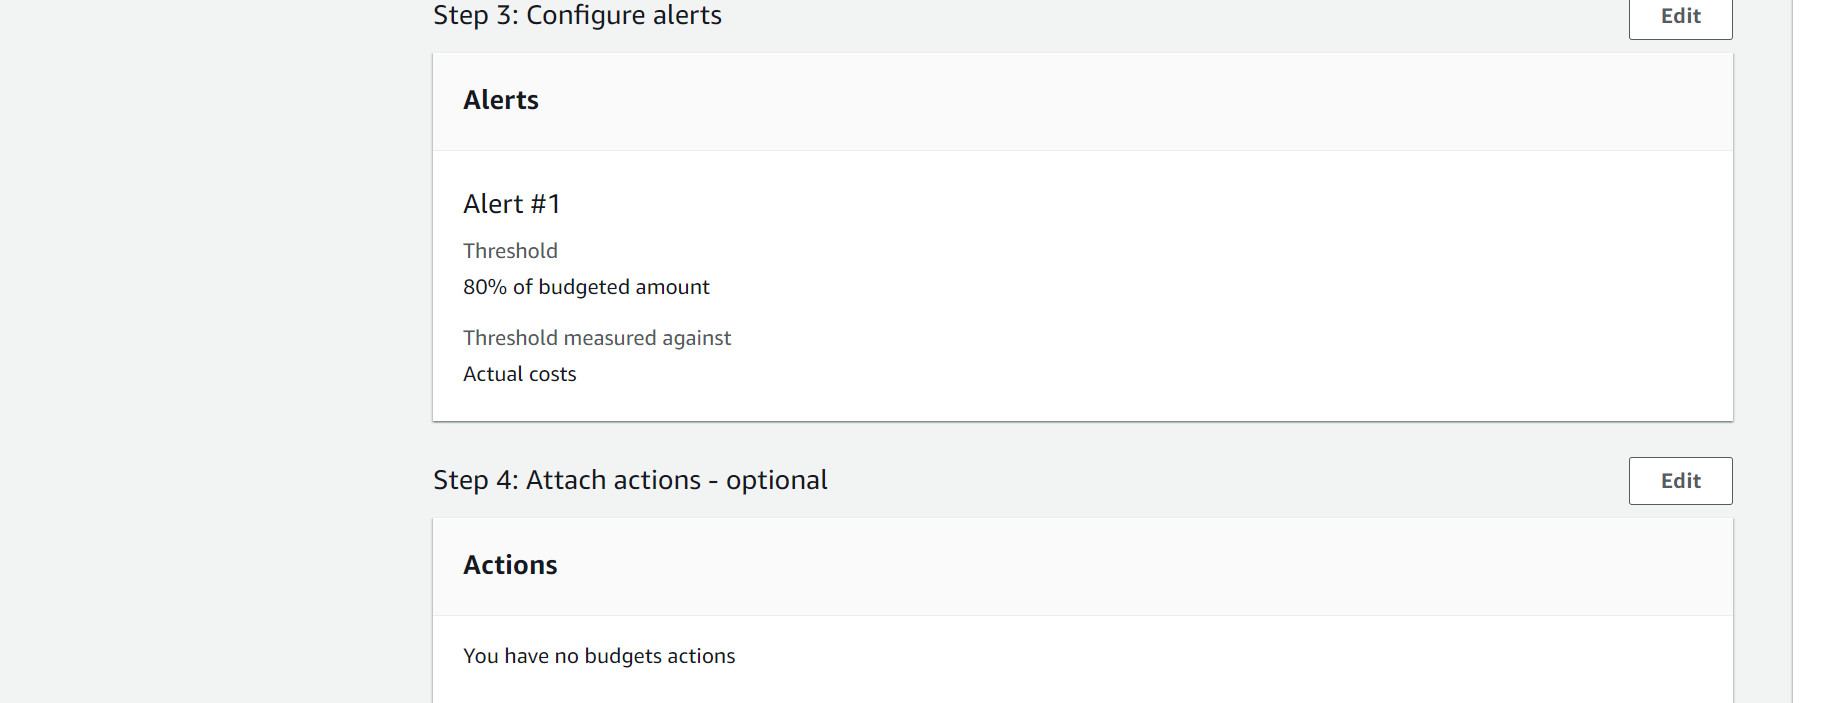 Step 3: Configure alerts
Edit
Alerts
Alert #1
Threshold
80% of budgeted amount
Threshold measured against
Actual costs
Step 4: Attach actions - optional
Edit
Actions
You have no budgets actions